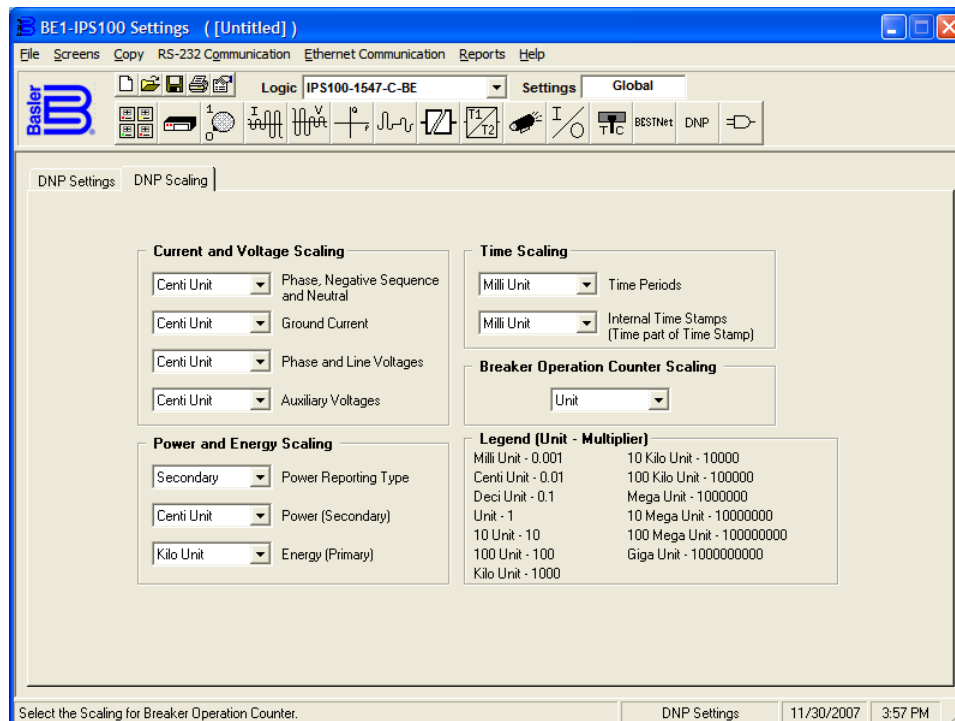 BE1-IPS100 Settings ( [Untitled] )
File Screens Copy RS-232 Communication Ethernet Communication Reports Help
Basler
Logic IPS100-1547-C-BE Settings Global
1 0 I V T1 T2 I/O T C BESTNet DNP
DNP Settings DNP Scaling
Current and Voltage Scaling
Centi Unit Phase, Negative Sequence
and Neutral
Centi Unit Ground Current
Centi Unit Phase and Line Voltages
Centi Unit Auxiliary Voltages
Time Scaling
Milli Unit Time Periods
Milli Unit Internal Time Stamps
(Time part of Time Stamp)
Breaker Operation Counter Scaling
Unit
Power and Energy Scaling
Secondary Power Reporting Type
Centi Unit Power (Secondary)
Kilo Unit Energy (Primary)
Legend (Unit - Multiplier)
Milli Unit - 0.001 10 Kilo Unit - 10000
Centi Unit - 0.01 100 Kilo Unit - 100000
Deci Unit - 0.1 Mega Unit - 1000000
Unit - 1 10 Mega Unit - 10000000
10 Unit - 10 100 Mega Unit - 100000000
100 Unit - 100 Giga Unit - 1000000000
Kilo Unit - 1000
Select the Scaling for Breaker Operation Counter. DNP Settings 11/30/2007 3:57 PM